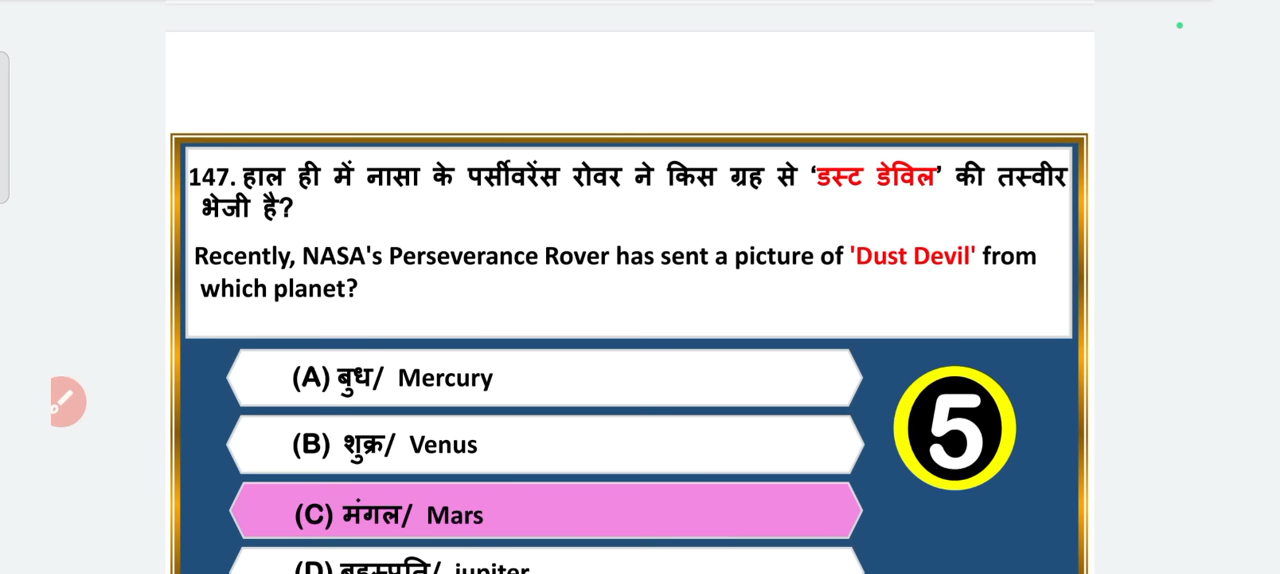 147. हाल ही में नासा के पर्सीवरेंस रोवर ने किस ग्रह से ‘डस्ट डेविल’ की तस्वीर
भेजी है?
Recently, NASA's Perseverance Rover has sent a picture of 'Dust Devil' from
which planet?
(A) बुध/ Mercury
(B) शुक्र/ Venus
5
(C) मंगल/ Mars
(D) बृहस्पति/ jupiter